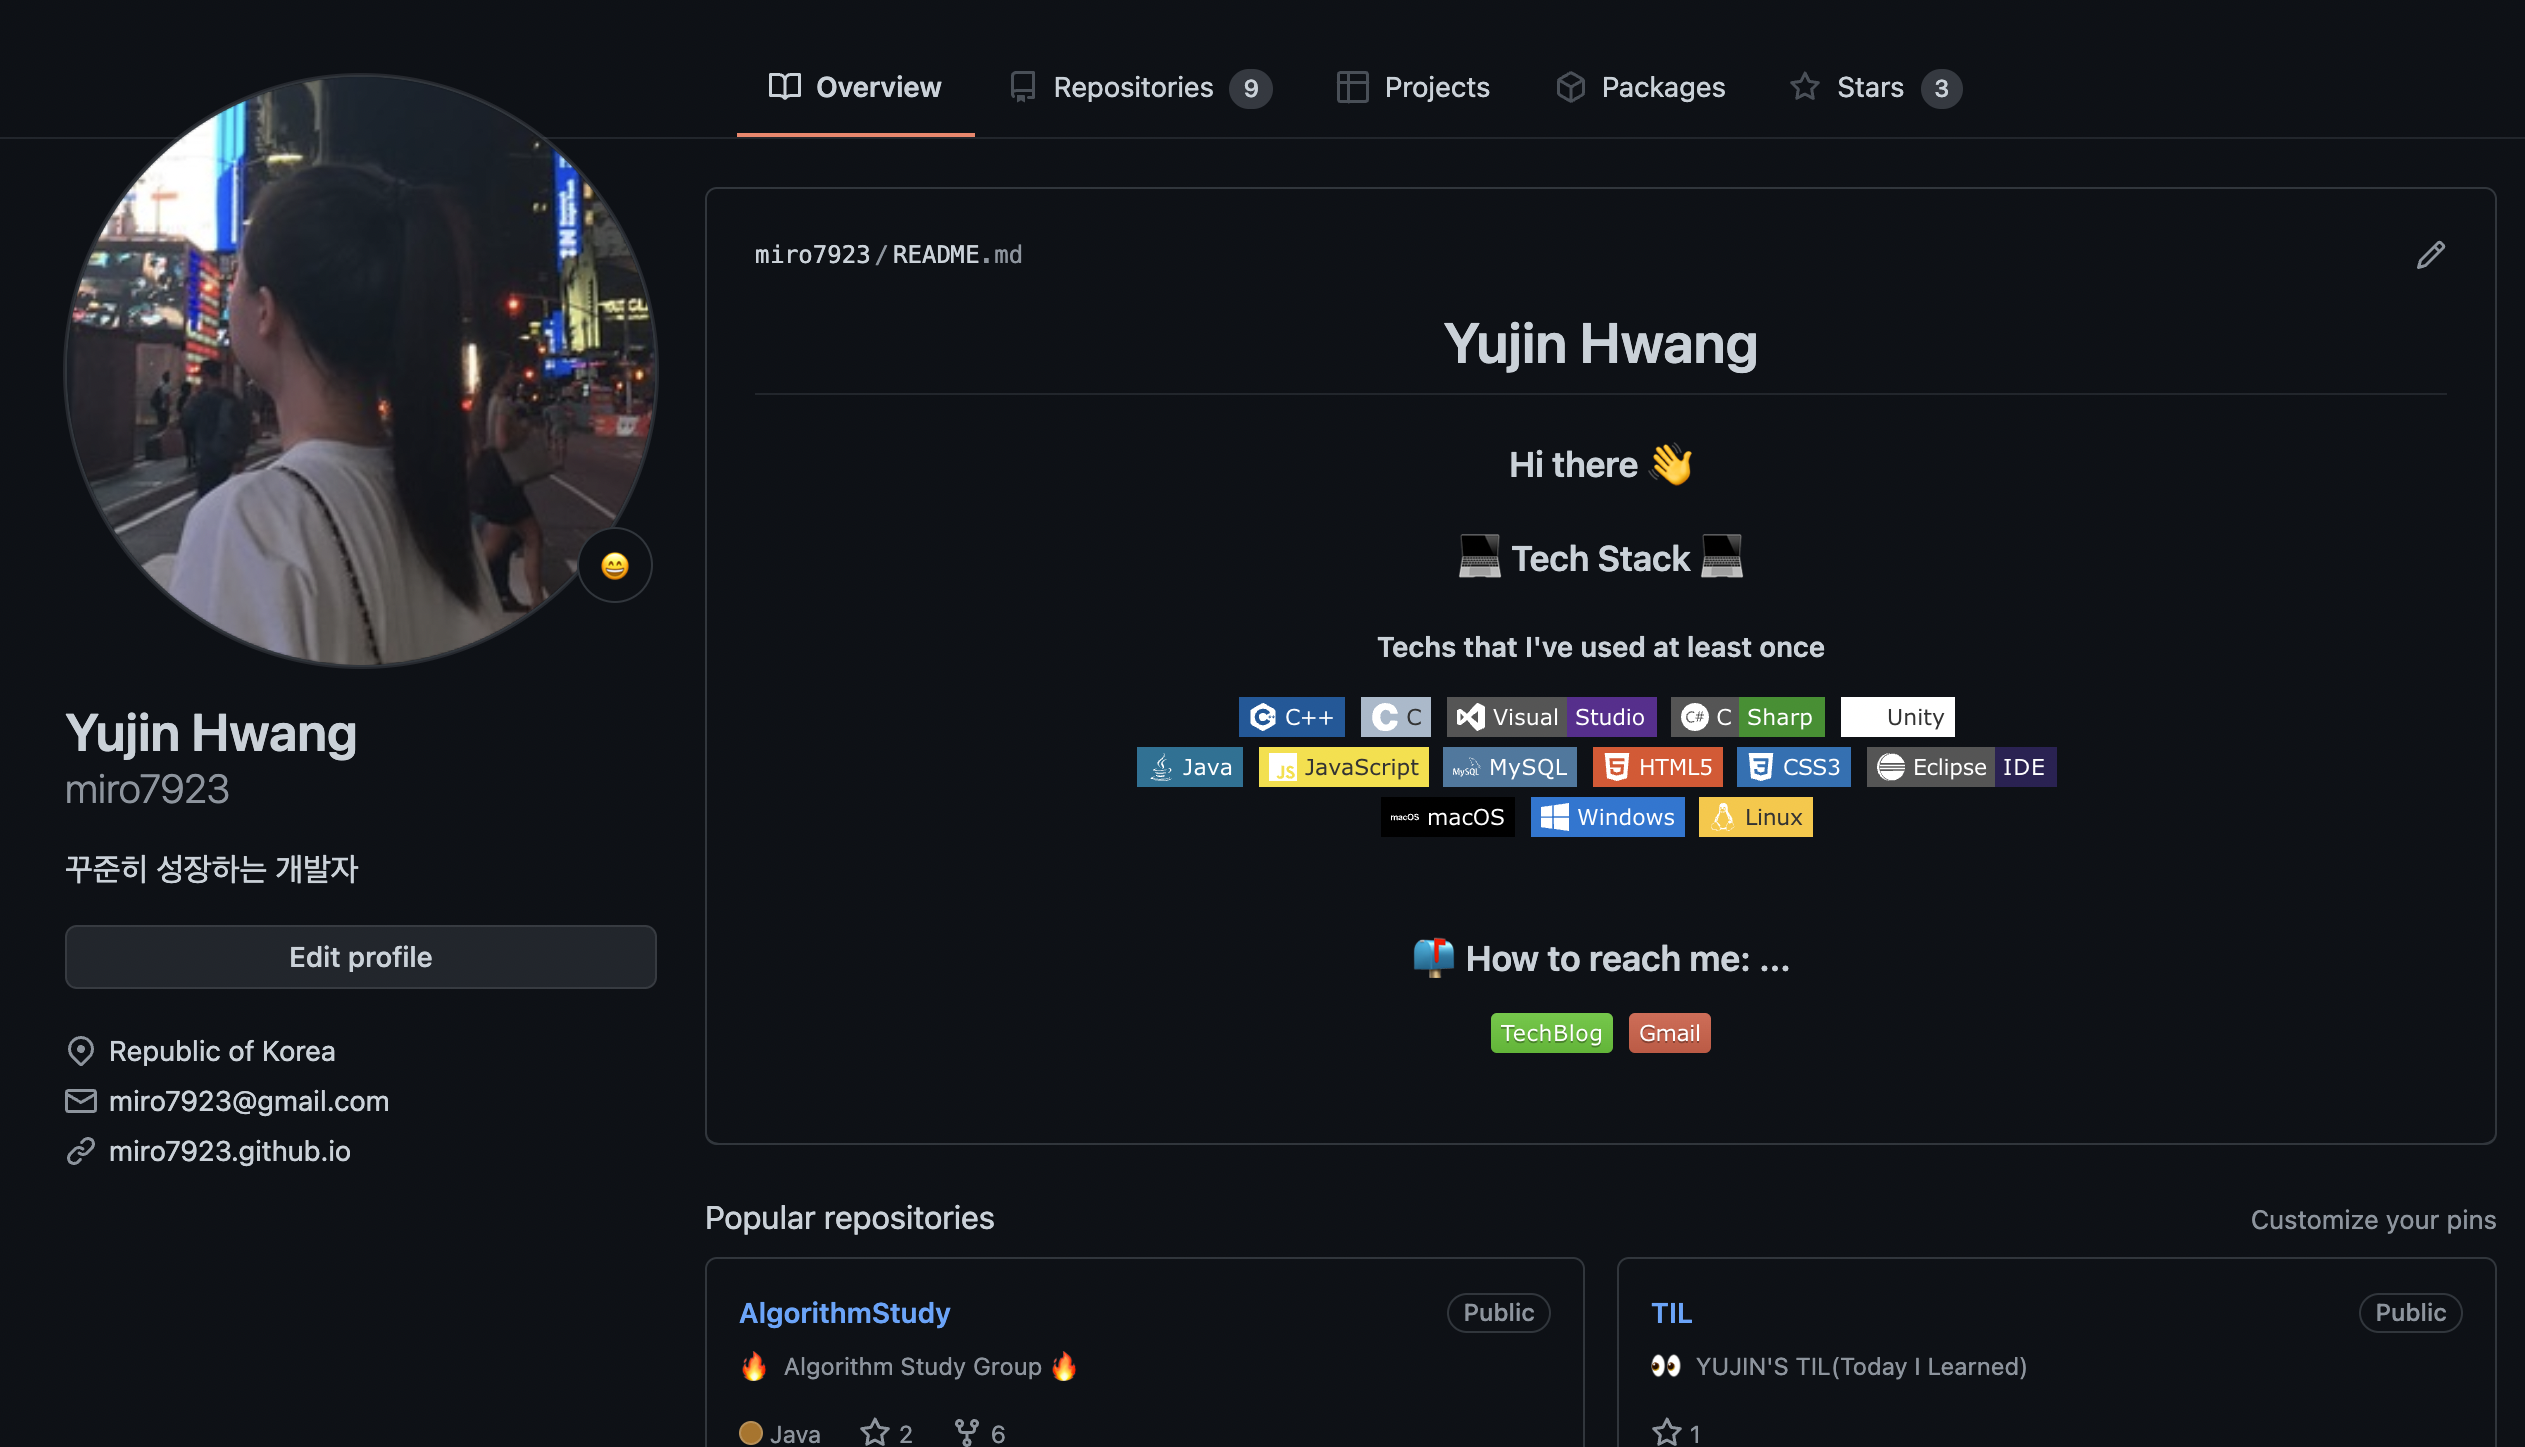 Overview Repositories 9 Projects Packages Stars 3
miro7923/README.md
Yujin Hwang
Hi there 👋
💻 Tech Stack 💻
Techs that I've used at least once
C++ C Visual Studio C# C Sharp Unity
Java JS JavaScript MySQL MySQL HTML5 CSS3 Eclipse IDE
macOS macOS Windows Linux
📫 How to reach me: ...
TechBlog Gmail
Yujin Hwang
miro7923
꾸준히 성장하는 개발자
Edit profile
Republic of Korea
miro7923@gmail.com
miro7923.github.io
Popular repositories Customize your pins
AlgorithmStudy Public
🔥 Algorithm Study Group 🔥
Java 2 6
TIL Public
👀 YUJIN'S TIL(Today I Learned)
1